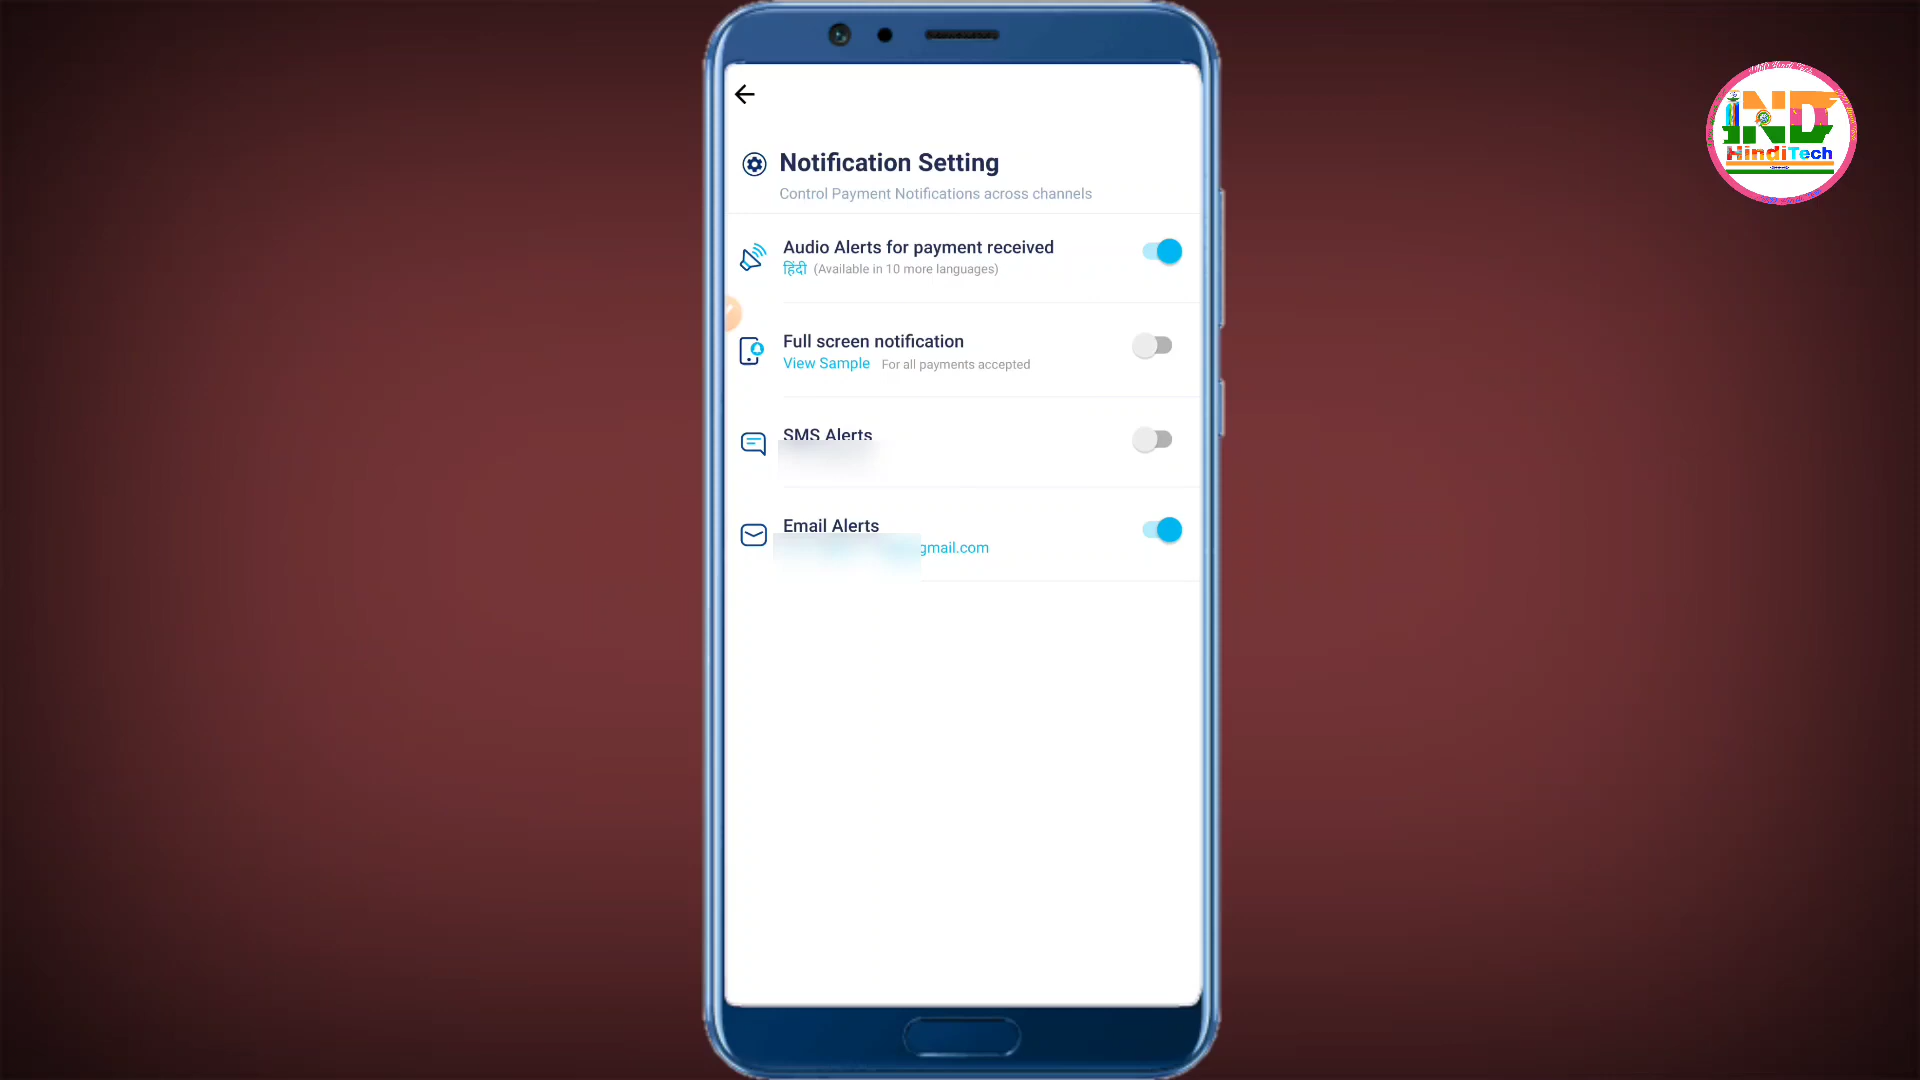 Notification Setting
Control Payment Notifications across channels
Audio Alerts for payment received
हिंदी (Available in 10 more languages)
Full screen notification
View Sample For all payments accepted
SMS Alerts
Email Alerts
gmail.com
IND
HindiTech